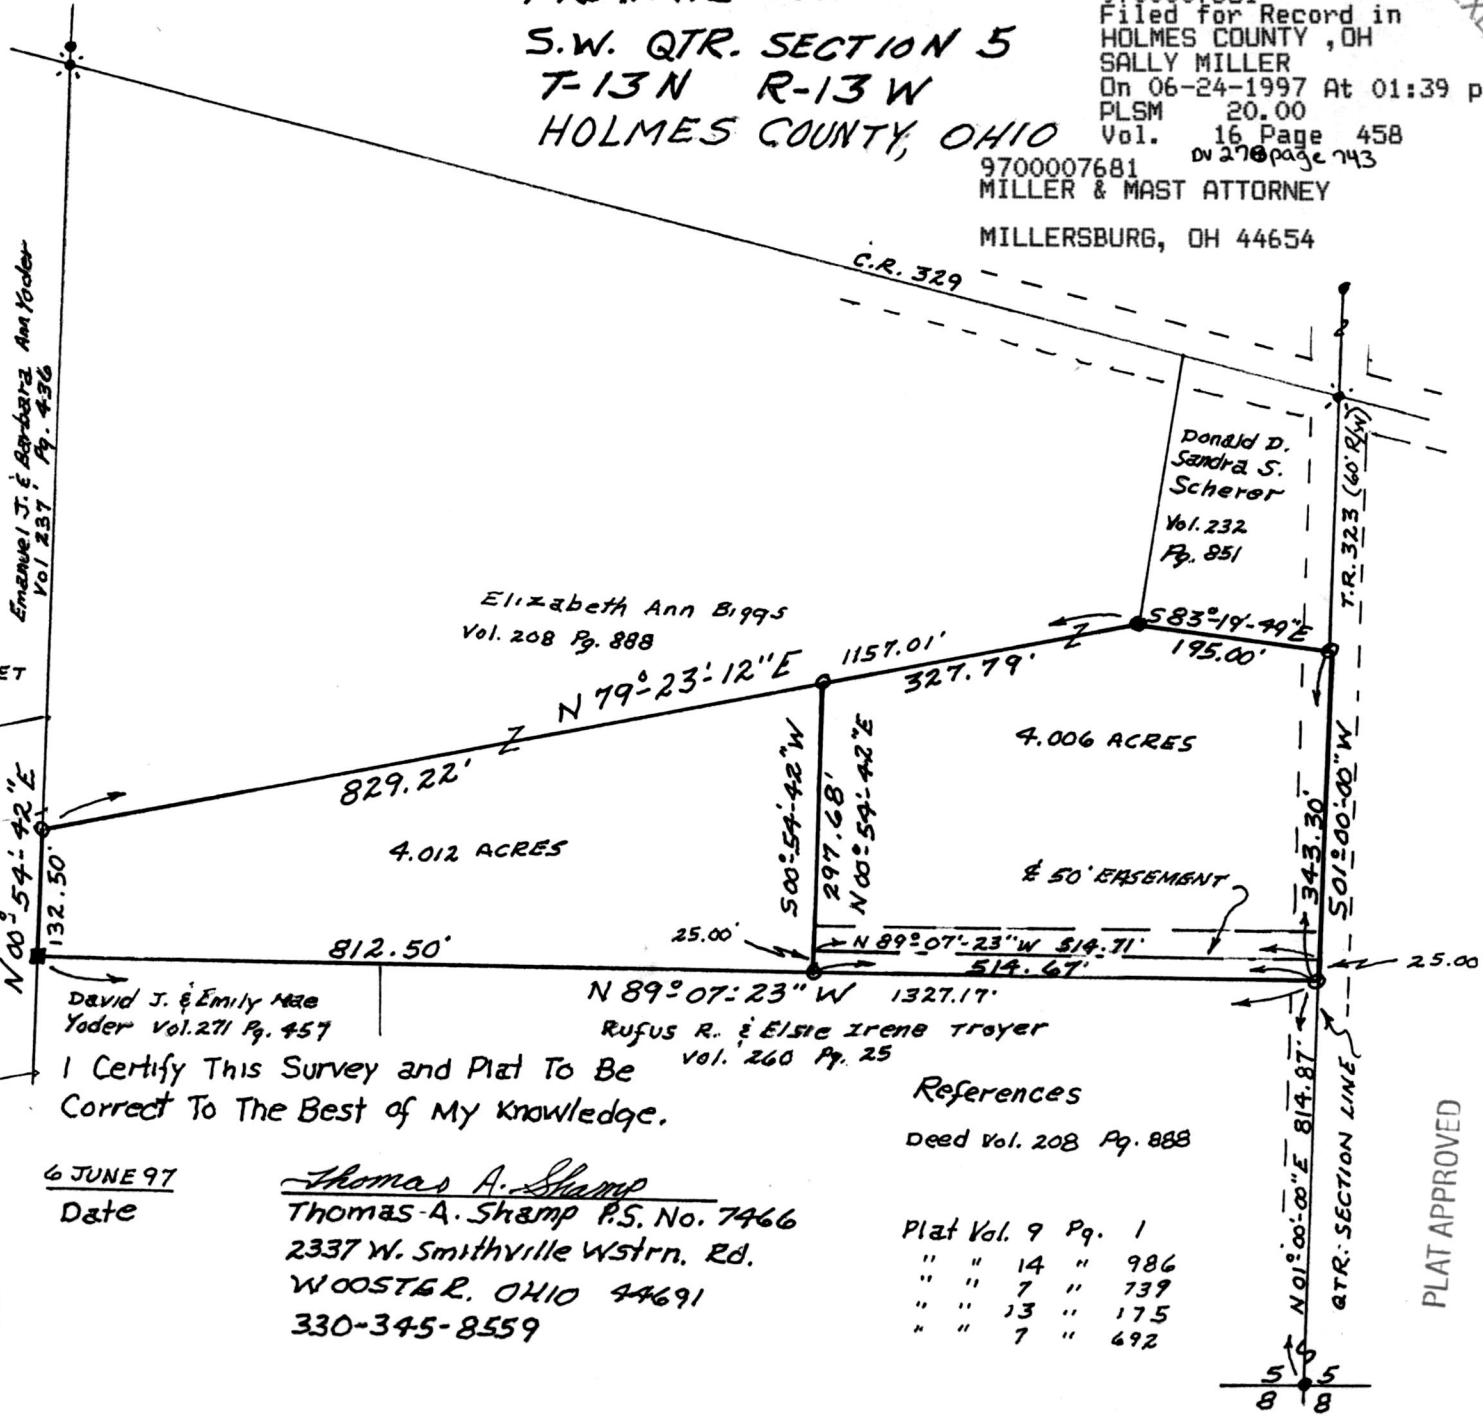 S.W. QTR. SECTION 5
T-13N R-13W
HOLMES COUNTY, OHIO
Filed for Record in
HOLMES COUNTY ,OH
SALLY MILLER
On 06-24-1997 At 01:39 p
PLSM 20.00
Vol. 16 Page 458
DV 278 page 743
9700007681
MILLER & MAST ATTORNEY
MILLERSBURG, OH 44654
C.R. 329
Emanuel J. & Barbara Ann Yoder
Vol 237 Pg. 436
Donald D.
Sandra S.
Scherer
Vol. 232
Pg. 851
T.R. 323 (60' R/W)
Elizabeth Ann Biggs
Vol. 208 Pg. 888
S 83°-14'-49"E
195.00'
1157.01'
327.79'
N 79°-23'-12"E
829.22'
ET
4.006 ACRES
4.012 ACRES
N 00°-54'-42"E
132.50'
S00°-54'-42"W
297.68'
N 00°-54'-42"E
343.30'
S01°-00'-00"W
50' EASEMENT
25.00'
N 89°-07'-23"W 514.71'
812.50'
514.67'
25.00
N 89°-07'-23"W 1327.17'
David J. & Emily Mae
Yoder Vol.271 Pg. 457
Rufus R. & Elsie Irene Troyer
Vol. 260 Pg. 25
I Certify This Survey and Plat To Be
Correct To The Best of My Knowledge.
References
Deed Vol. 208 Pg. 888
6 JUNE 97
Date
Thomas A. Shamp
Thomas A. Shamp P.S. No. 7466
2337 W. Smithville Wstrn. Rd.
WOOSTER, OHIO 44691
330-345-8559
Plat Vol. 9 Pg. 1
" " 14 " 986
" " 7 " 739
" " 13 " 175
" " 7 " 692
N 01°-00'-00"E 814.87'
QTR. SECTION LINE
PLAT APPROVED
5 5
8 8